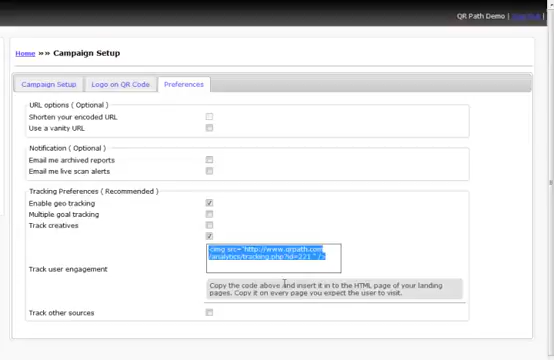 QR Path Demo |
Home »» Campaign Setup
Campaign Setup
Logo on QR Code
Preferences
URL options ( Optional )
Shorten your encoded URL
Use a vanity URL
Notification ( Optional )
Email me archived reports
Email me live scan alerts
Tracking Preferences ( Recommended )
Enable geo tracking
Multiple goal tracking
Track creatives
<img src="http://www.qrpath.com
/analytics/tracking.php?id=221 " />
Track user engagement
Copy the code above and insert it in to the HTML page of your landing
pages. Copy it on every page you expect the user to visit.
Track other sources